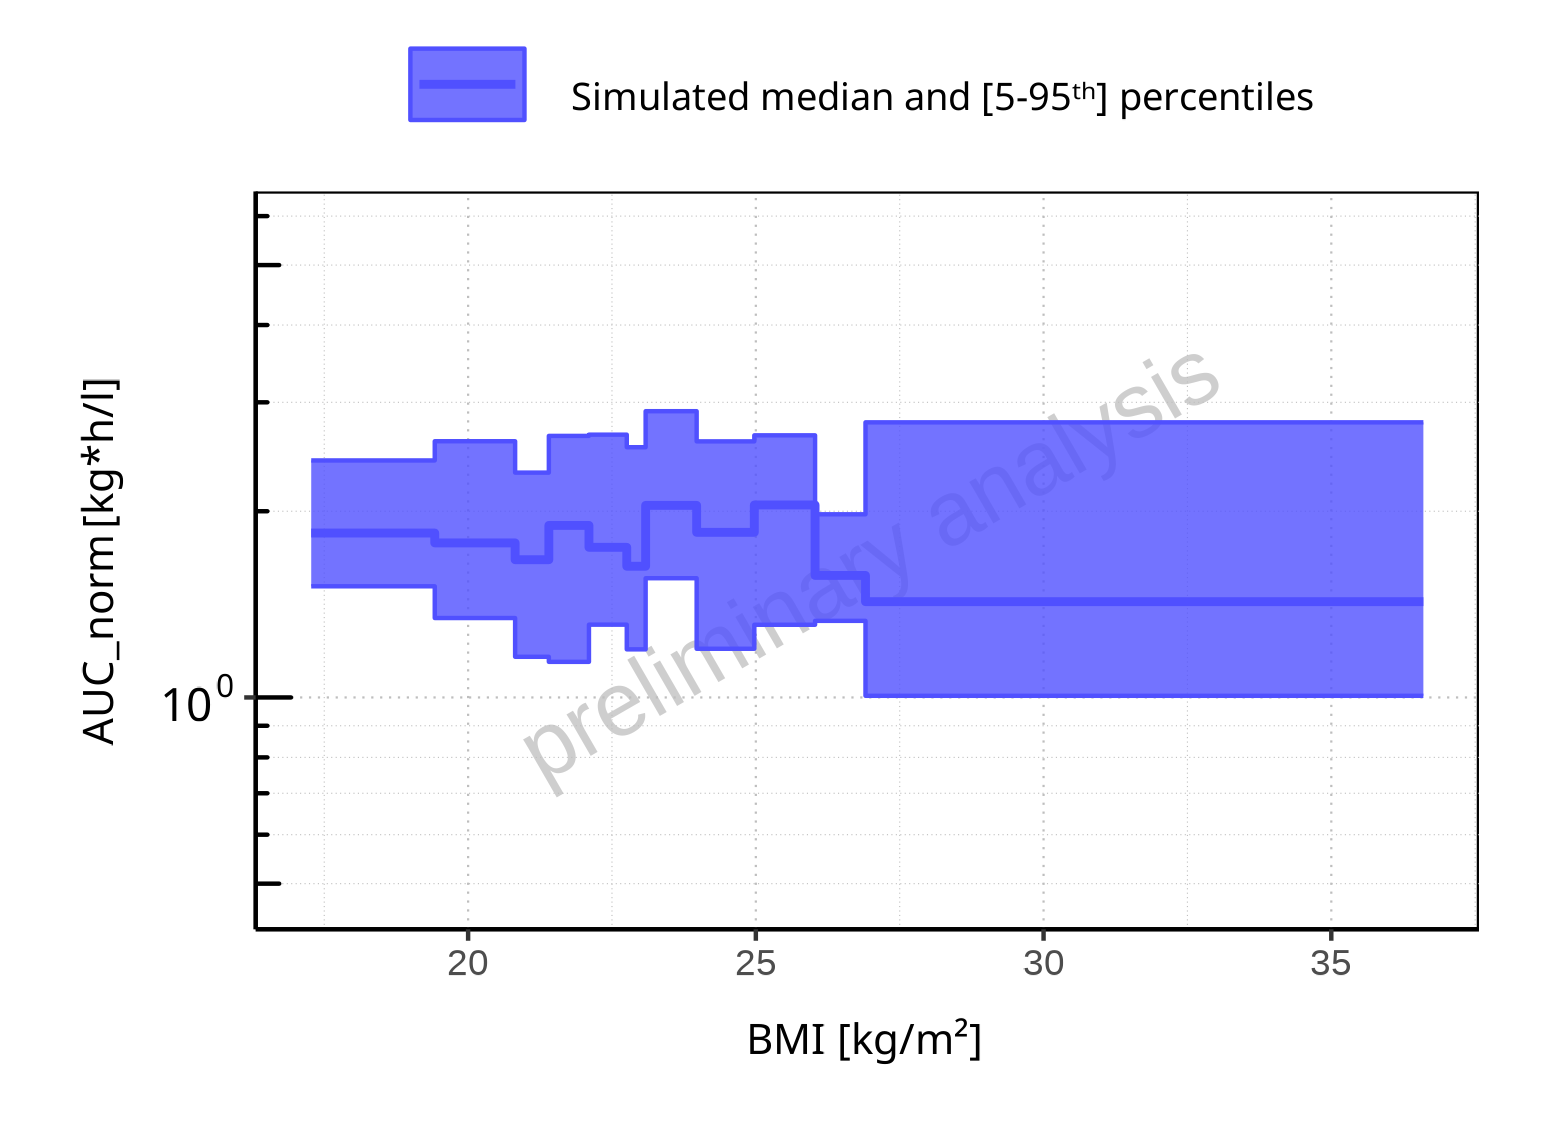 Simulated median and [5-95ᵗʰ] percentiles
AUC_norm [kg*h/l]
10⁰
preliminary analysis
20 25 30 35
BMI [kg/m²]